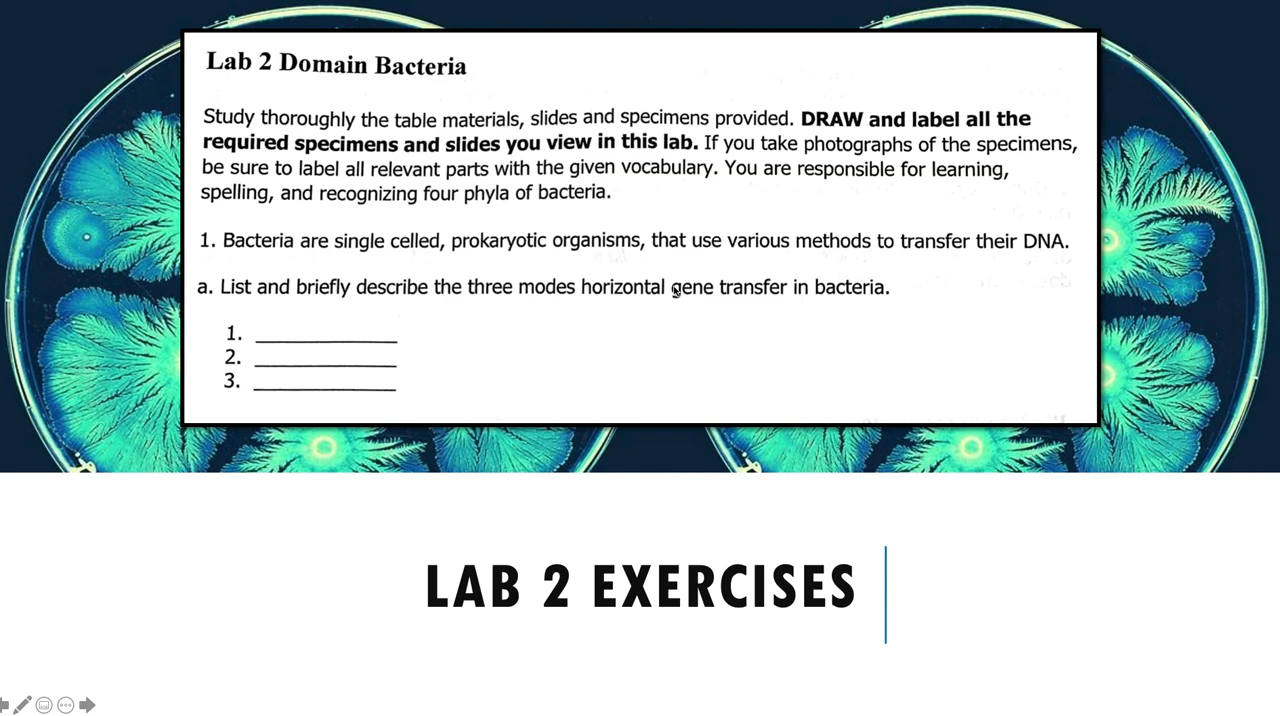 Lab 2 Domain Bacteria
Study thoroughly the table materials, slides and specimens provided. DRAW and label all the
required specimens and slides you view in this lab. If you take photographs of the specimens,
be sure to label all relevant parts with the given vocabulary. You are responsible for learning,
spelling, and recognizing four phyla of bacteria.
1. Bacteria are single celled, prokaryotic organisms, that use various methods to transfer their DNA.
a. List and briefly describe the three modes horizontal gene transfer in bacteria.
1. ______________
2. ______________
3. ______________
LAB 2 EXERCISES